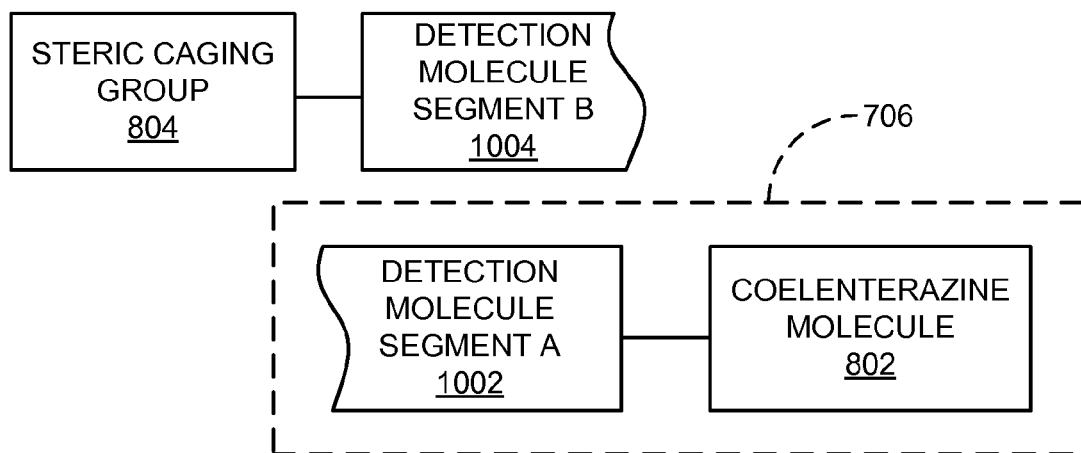 STERIC CAGING
GROUP
804
DETECTION
MOLECULE
SEGMENT B
1004
706
DETECTION
MOLECULE
SEGMENT A
1002
COELENTERAZINE
MOLECULE
802